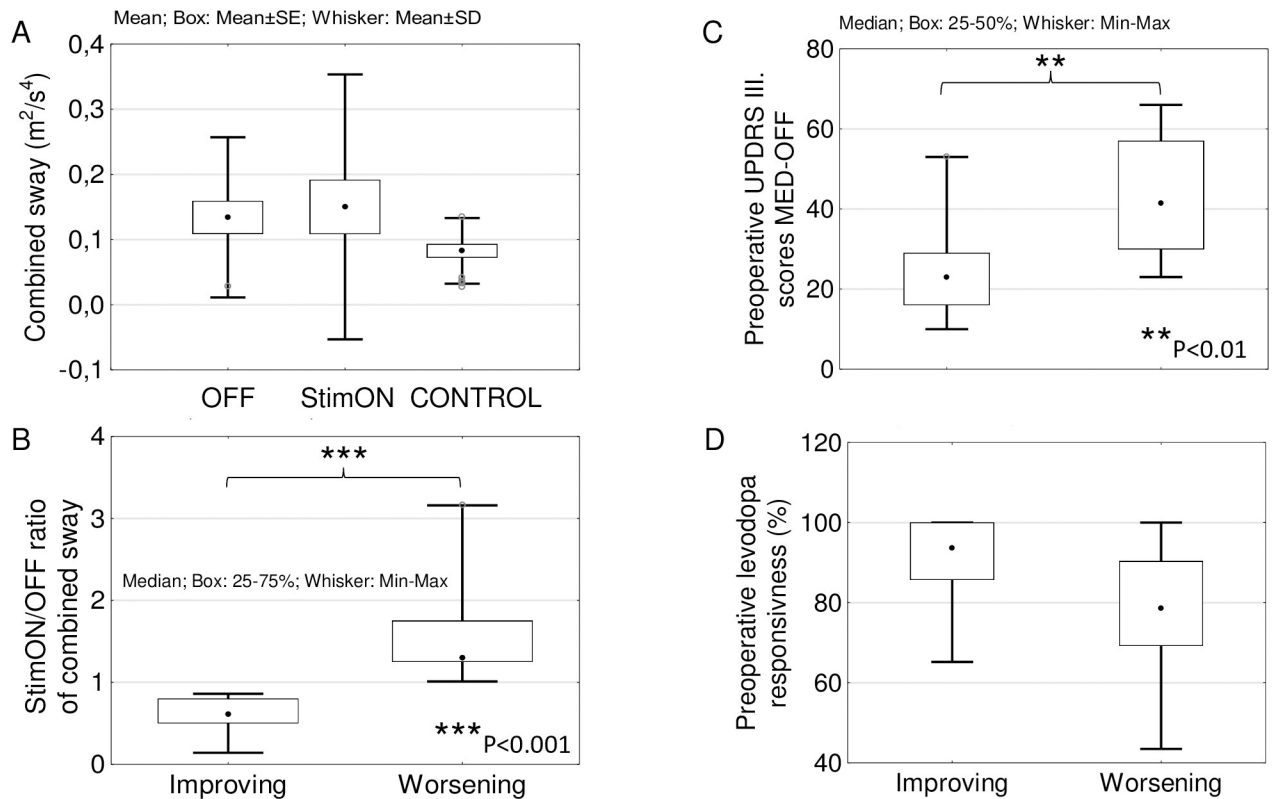 A
Mean; Box: Mean±SE; Whisker: Mean±SD
Combined sway (m²/s⁴)
0,4
0,3
0,2
0,1
0,0
-0,1
OFF StimON CONTROL
B
StimON/OFF ratio
of combined sway
4
3
2
1
0
***
Median; Box: 25-75%; Whisker: Min-Max
***P<0.001
Improving Worsening
C
Median; Box: 25-50%; Whisker: Min-Max
Preoperative UPDRS III.
scores MED-OFF
80
60
40
20
0
**
**P<0.01
D
Preoperative levodopa
responsivness (%)
120
100
80
60
40
Improving Worsening